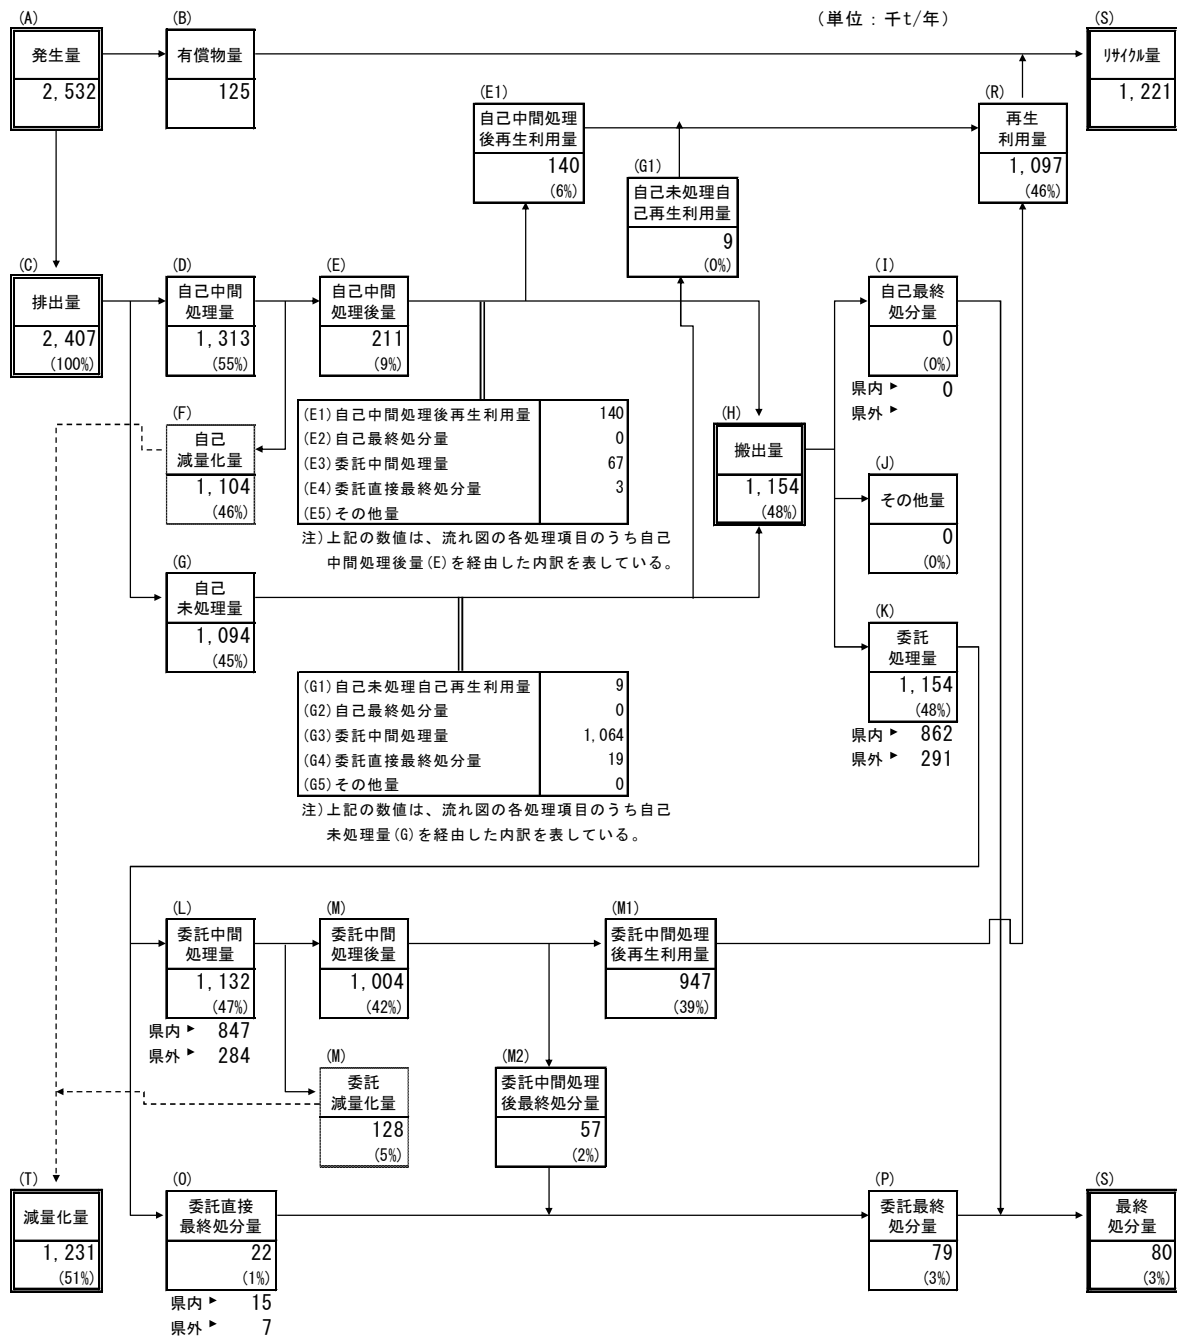 (A)
(B)
(単位：千t/年)
(S)
発生量
2,532
有償物量
125
ﾘｻｲｸﾙ量
1,221
(E1)
自己中間処理
後再生利用量
140
(6%)
(R)
再生
利用量
1,097
(46%)
(G1)
自己未処理自
己再生利用量
9
(0%)
(C)
排出量
2,407
(100%)
(D)
自己中間
処理量
1,313
(55%)
(E)
自己中間
処理後量
211
(9%)
(I)
自己最終
処分量
0
(0%)
県内 ► 0
県外 ►
(F)
自己
減量化量
1,104
(46%)
(E1)自己中間処理後再生利用量 140
(E2)自己最終処分量 0
(E3)委託中間処理量 67
(E4)委託直接最終処分量 3
(E5)その他量
注)上記の数値は、流れ図の各処理項目のうち自己
中間処理後量(E)を経由した内訳を表している。
(H)
搬出量
1,154
(48%)
(J)
その他量
0
(0%)
(G)
自己
未処理量
1,094
(45%)
(K)
委託
処理量
1,154
(48%)
県内 ► 862
県外 ► 291
(G1)自己未処理自己再生利用量 9
(G2)自己最終処分量 0
(G3)委託中間処理量 1,064
(G4)委託直接最終処分量 19
(G5)その他量 0
注)上記の数値は、流れ図の各処理項目のうち自己
未処理量(G)を経由した内訳を表している。
(L)
委託中間
処理量
1,132
(47%)
県内 ► 847
県外 ► 284
(M)
委託中間
処理後量
1,004
(42%)
(M1)
委託中間処理
後再生利用量
947
(39%)
(M)
委託
減量化量
128
(5%)
(M2)
委託中間処理
後最終処分量
57
(2%)
(T)
減量化量
1,231
(51%)
(O)
委託直接
最終処分量
22
(1%)
県内 ► 15
県外 ► 7
(P)
委託最終
処分量
79
(3%)
(S)
最終
処分量
80
(3%)